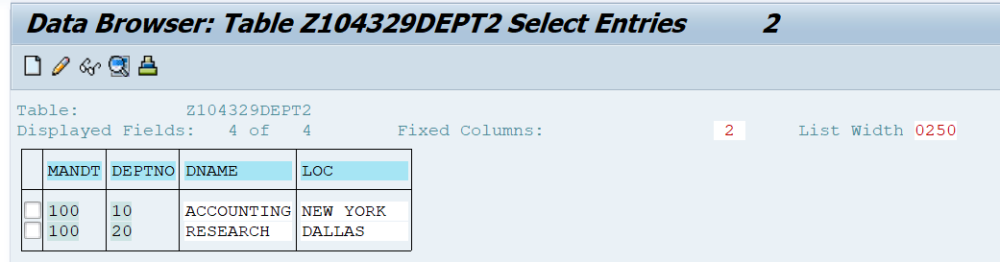 Data Browser: Table Z104329DEPT2 Select Entries 2
Table: Z104329DEPT2
Displayed Fields: 4 of 4 Fixed Columns: 2 List Width 0250
MANDT DEPTNO DNAME LOC
100 10 ACCOUNTING NEW YORK
100 20 RESEARCH DALLAS